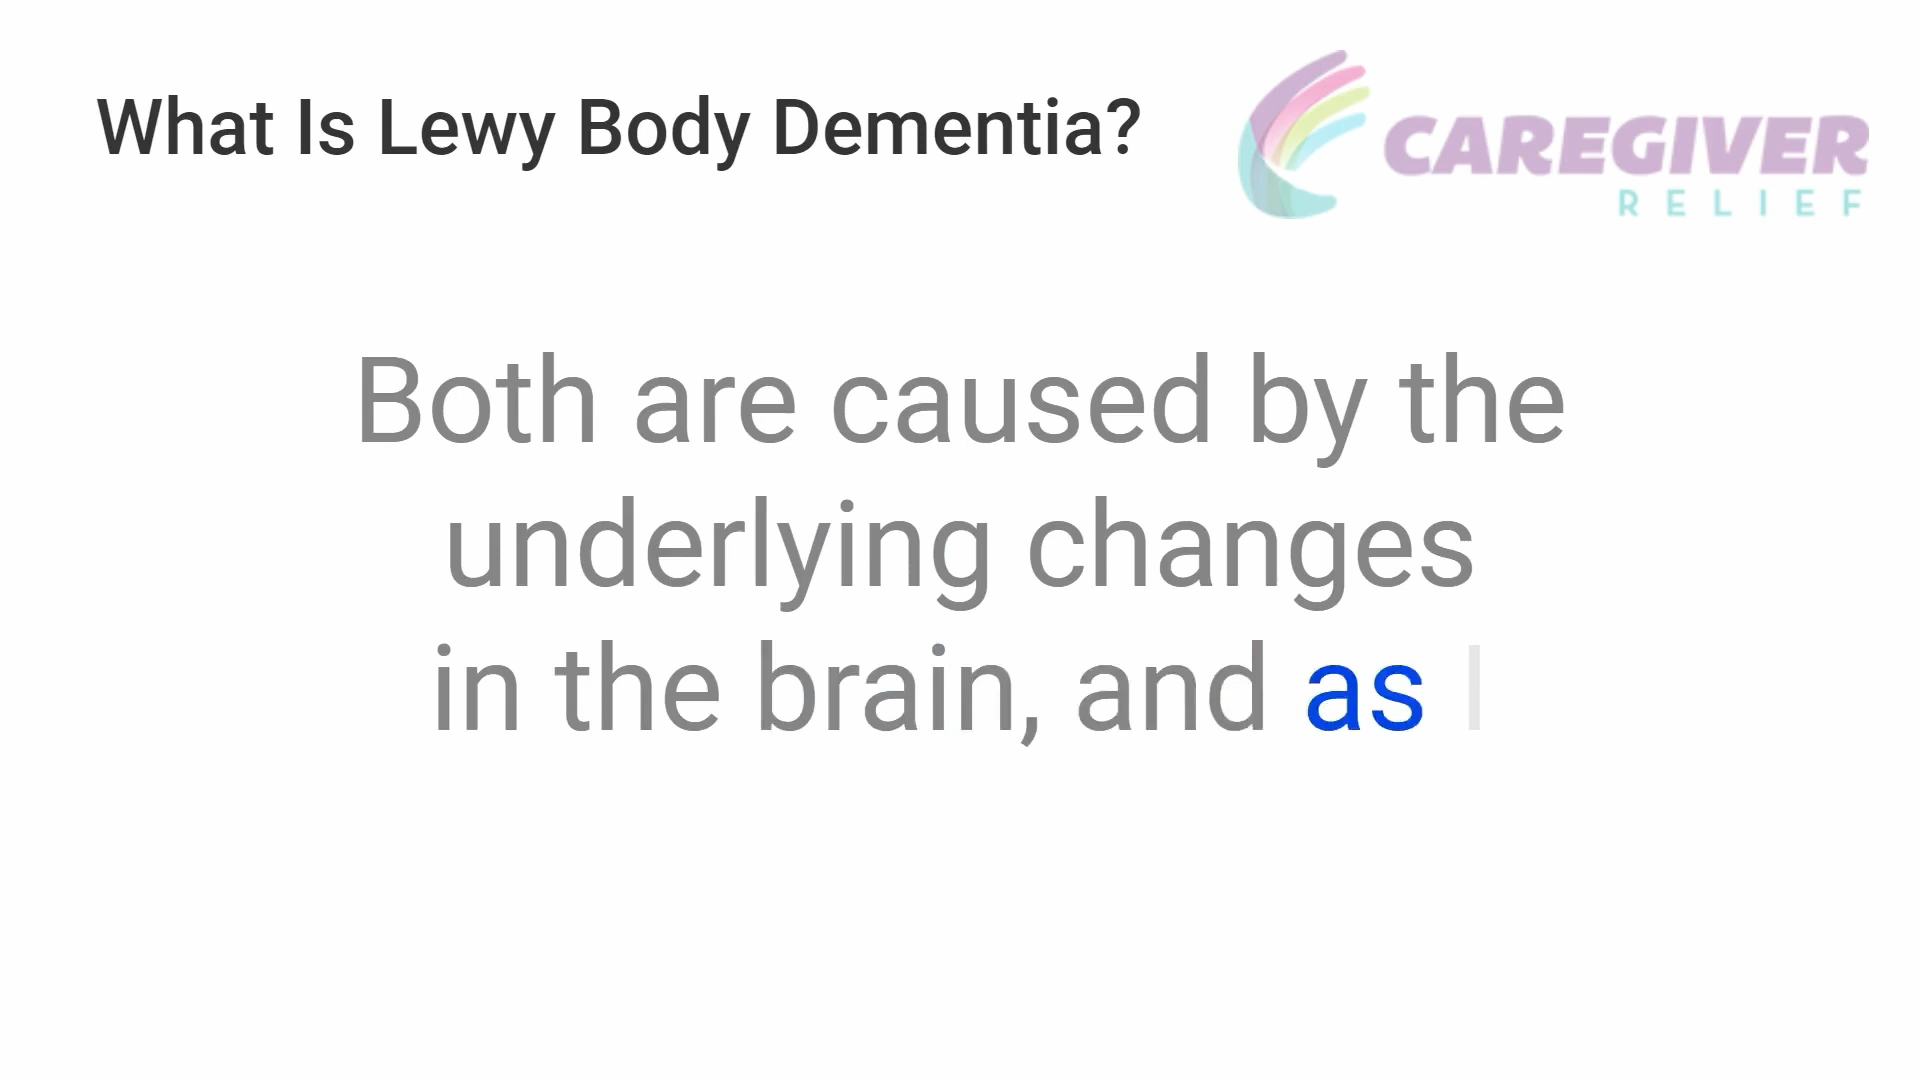 What Is Lewy Body Dementia?
CAREGIVER
RELIEF
Both are caused by the
underlying changes
in the brain, and as I